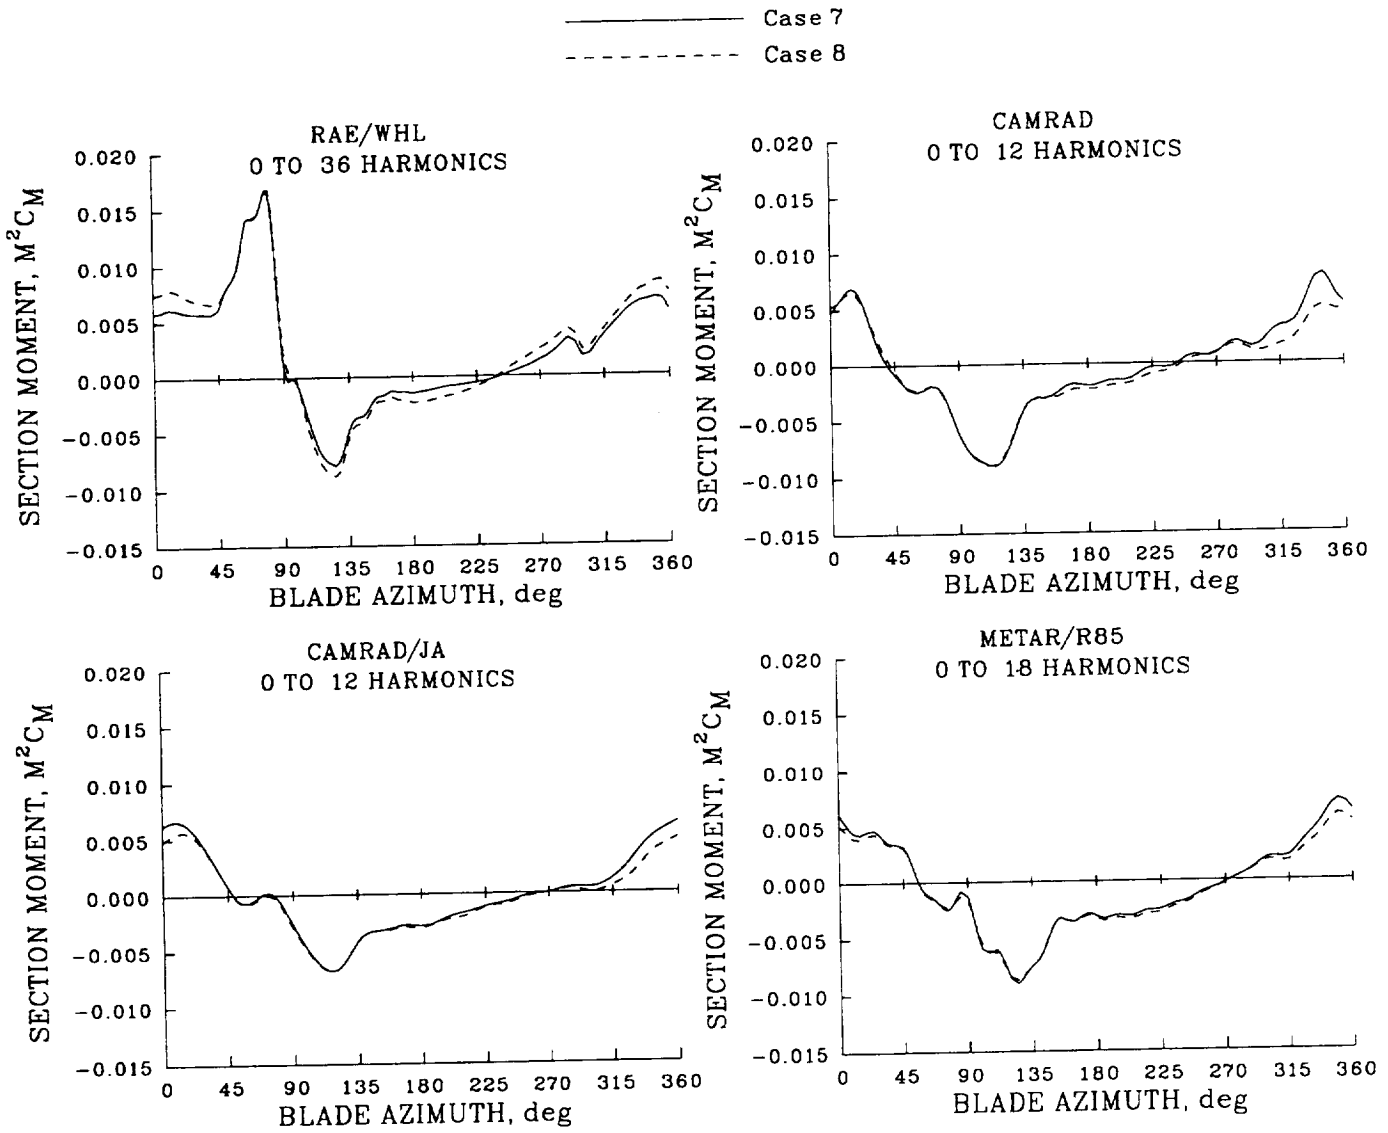 Case 7
Case 8
RAE/WHL
0 TO 36 HARMONICS
0.020
0.015
0.010
0.005
0.000
−0.005
−0.010
−0.015
SECTION MOMENT, M²C_M
0 45 90 135 180 225 270 315 360
BLADE AZIMUTH, deg
CAMRAD
0 TO 12 HARMONICS
0.020
0.015
0.010
0.005
0.000
−0.005
−0.010
−0.015
SECTION MOMENT, M²C_M
0 45 90 135 180 225 270 315 360
BLADE AZIMUTH, deg
CAMRAD/JA
0 TO 12 HARMONICS
0.020
0.015
0.010
0.005
0.000
−0.005
−0.010
−0.015
SECTION MOMENT, M²C_M
0 45 90 135 180 225 270 315 360
BLADE AZIMUTH, deg
METAR/R85
0 TO 18 HARMONICS
0.020
0.015
0.010
0.005
0.000
−0.005
−0.010
−0.015
SECTION MOMENT, M²C_M
0 45 90 135 180 225 270 315 360
BLADE AZIMUTH, deg